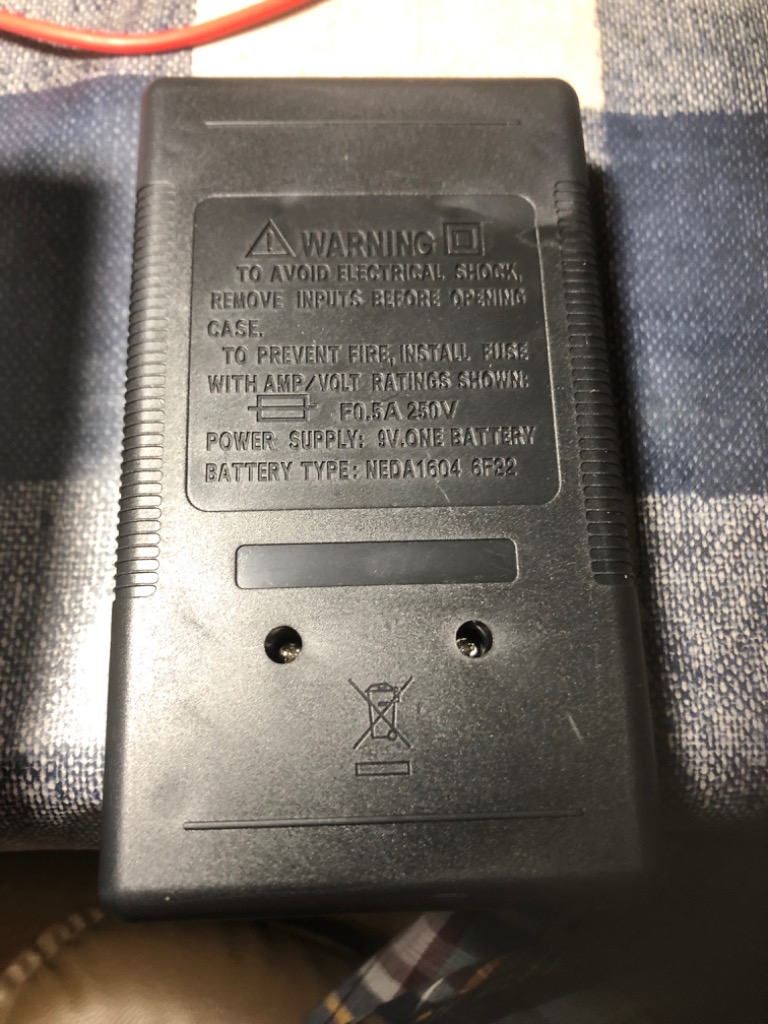 WARNING
TO AVOID ELECTRICAL SHOCK,
REMOVE INPUTS BEFORE OPENING
CASE.
TO PREVENT FIRE, INSTALL FUSE
WITH AMP/VOLT RATINGS SHOWN:
F0.5A 250V
POWER SUPPLY: 9V.ONE BATTERY
BATTERY TYPE: NEDA1604 6F22